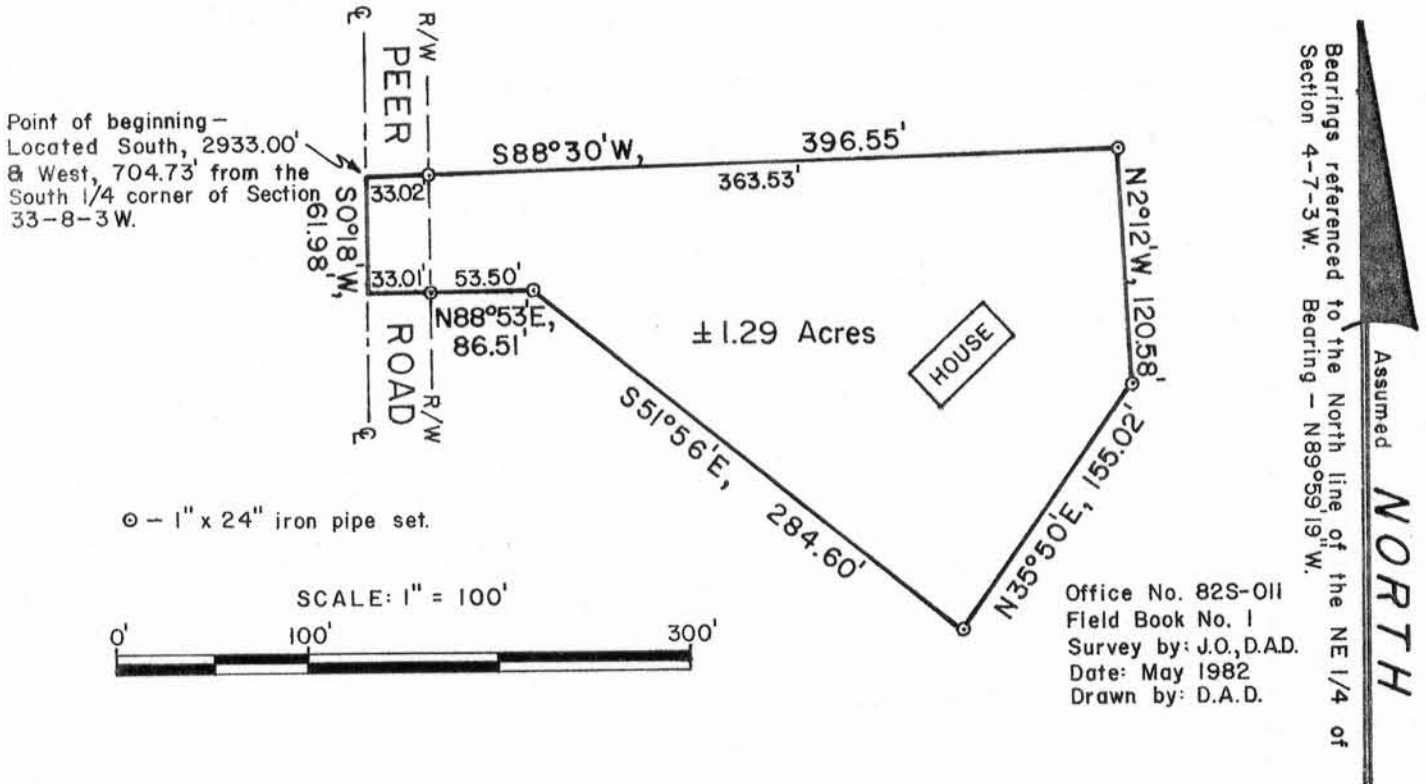 ℄
R/W
PEER
Point of beginning—
Located South, 2933.00'
& West, 704.73' from the
South 1/4 corner of Section
33-8-3 W.
S88°30'W, 396.55'
33.02'
363.53'
S0°18'W,
61.98'
33.01'
53.50'
N88°53'E,
86.51'
N2°12'W, 120.58'
± 1.29 Acres
HOUSE
ROAD
R/W
℄
S51°56'E, 284.60'
N35°50'E, 155.02'
⊙ — 1" x 24" iron pipe set.
SCALE: 1" = 100'
0' 100' 300'
Office No. 82S-011
Field Book No. 1
Survey by: J.O., D.A.D.
Date: May 1982
Drawn by: D.A.D.
Bearings referenced to the North line of the NE 1/4 of
Section 4-7-3 W. Bearing — N89°59'19"W.
Assumed NORTH